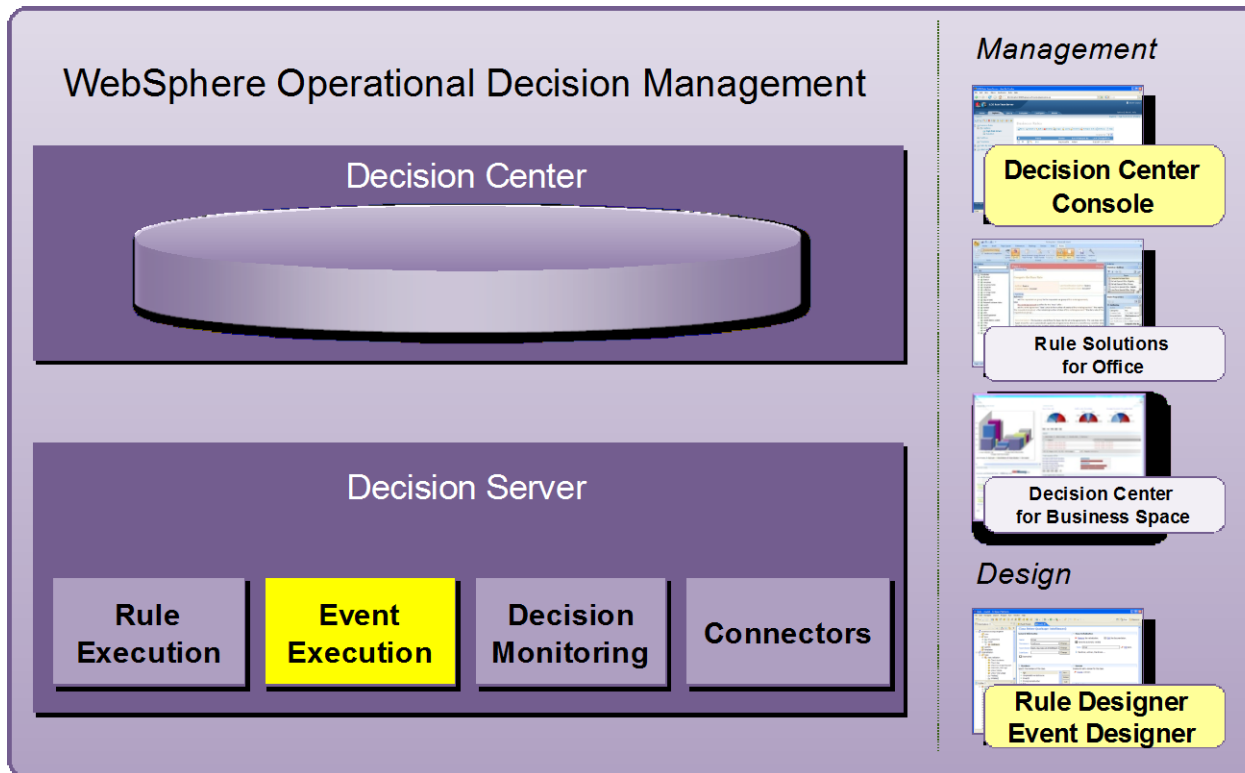 WebSphere Operational Decision Management
Decision Center
Decision Server
Rule
Execution
Event
Execution
Decision
Monitoring
Connectors
Management
Decision Center
Console
Rule Solutions
for Office
Decision Center
for Business Space
Design
Rule Designer
Event Designer